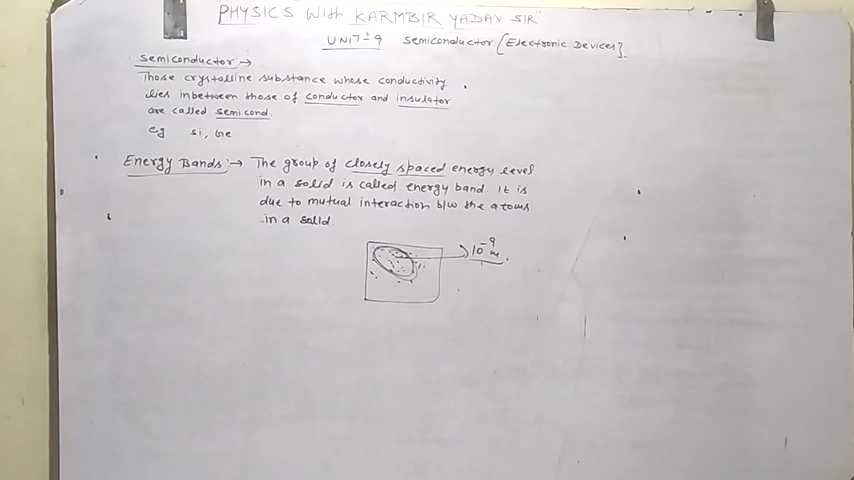 PHYSICS With KARMBIR YADAV SIR
UNIT-9 Semiconductor [Electronic Devices]
Semiconductor →
Those crystalline substance whose conductivity
lies inbetween those of conductor and insulator
are called semicond.
eg si, Ge
Energy Bands :→ The group of closely spaced energy level
in a solid is called energy band. It is
due to mutual interaction b/w the atoms
in a solid.
10⁻⁹ m.